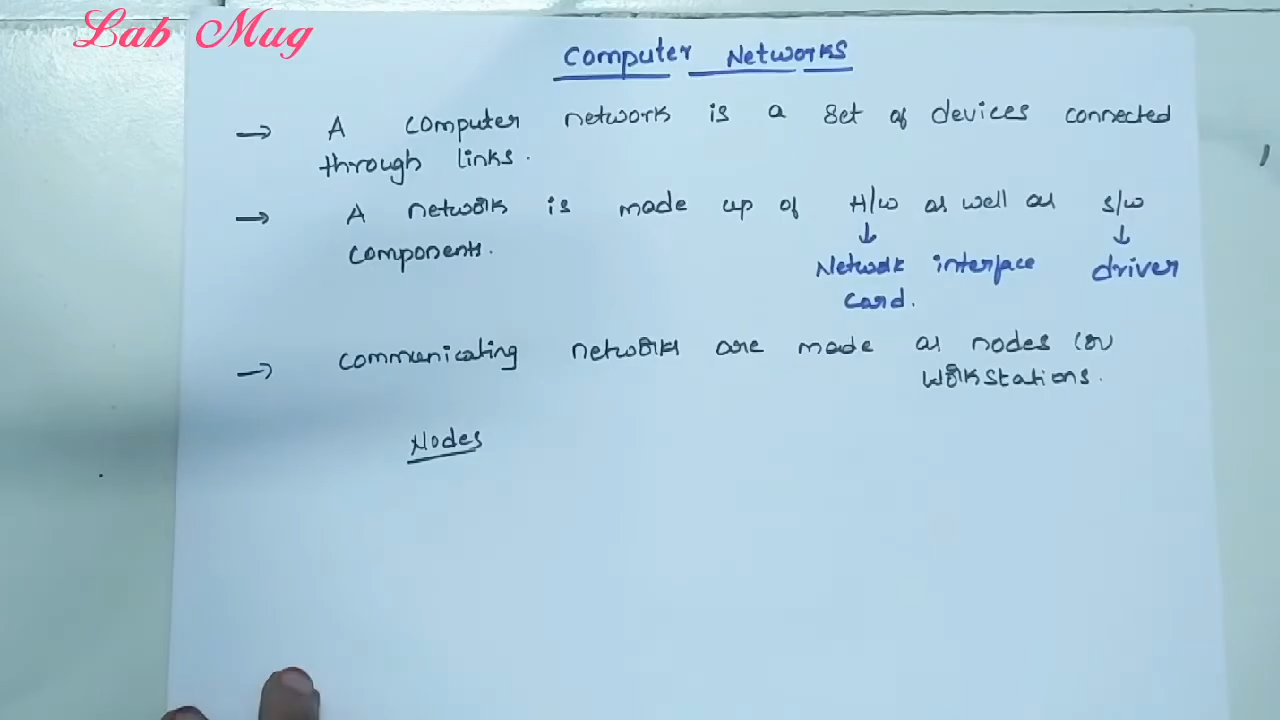 Lab Mug
Computer Networks
→ A computer network is a set of devices connected
through links.
→ A network is made up of H/W as well as S/W
components.
↓ ↓
Network interface driver
card.
→ communicating networks are made as nodes (or
workstations.
Nodes